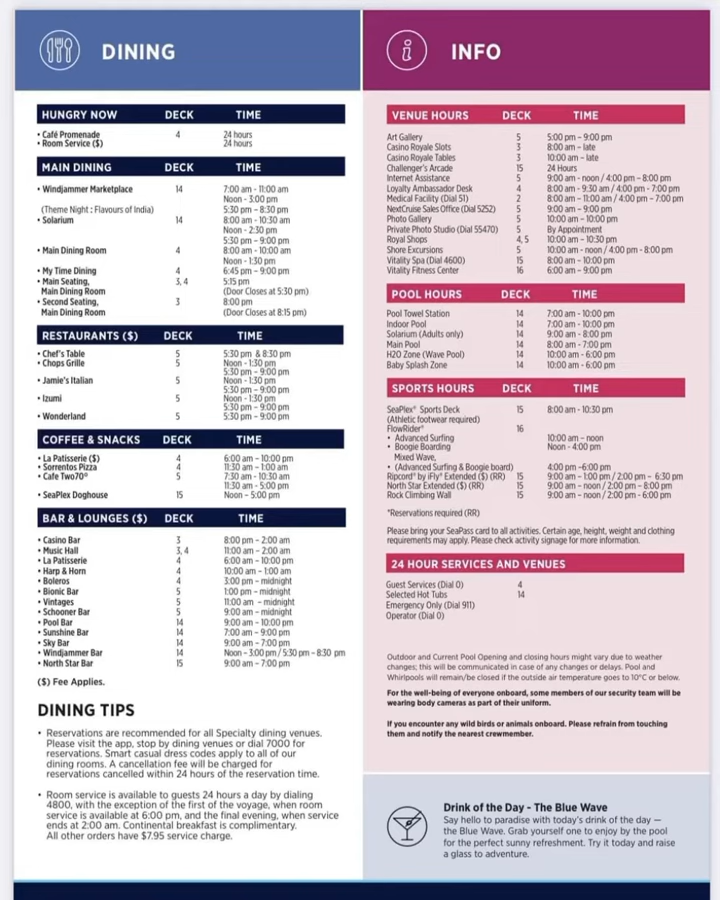 DINING
HUNGRY NOW DECK TIME
• Café Promenade 4 24 hours
• Room Service ($) 24 hours
MAIN DINING DECK TIME
• Windjammer Marketplace 14 7:00 am - 11:00 am
Noon - 3:00 pm
(Theme Night : Flavours of India) 5:30 pm – 8:30 pm
• Solarium 14 8:00 am - 10:30 am
Noon - 2:30 pm
5:30 pm – 9:00 pm
• Main Dining Room 4 8:00 am - 10:00 am
Noon - 1:30 pm
• My Time Dining 4 6:45 pm – 9:00 pm
• Main Seating, 3, 4 5:15 pm
Main Dining Room (Door Closes at 5:30 pm)
• Second Seating, 3 8:00 pm
Main Dining Room (Door Closes at 8:15 pm)
RESTAURANTS ($) DECK TIME
• Chef's Table 5 5:30 pm & 8:30 pm
• Chops Grille 5 Noon - 1:30 pm
5:30 pm – 9:00 pm
• Jamie's Italian 5 Noon - 1:30 pm
5:30 pm – 9:00 pm
• Izumi 5 Noon - 1:30 pm
5:30 pm – 9:00 pm
• Wonderland 5 5:30 pm – 9:00 pm
COFFEE & SNACKS DECK TIME
• La Patisserie ($) 4 6:00 am – 10:00 pm
• Sorrentos Pizza 4 11:30 am – 1:00 am
• Cafe Two70° 5 7:30 am - 10:30 am
11:30 am - 5:00 pm
• SeaPlex Doghouse 15 Noon – 5:00 pm
BAR & LOUNGES ($) DECK TIME
• Casino Bar 3 8:00 pm – 2:00 am
• Music Hall 3, 4 11:00 am – 2:00 am
• La Patisserie 4 6:00 am – 10:00 pm
• Harp & Horn 4 10:00 am – 1:00 am
• Boleros 4 3:00 pm – midnight
• Bionic Bar 5 1:00 pm – midnight
• Vintages 5 11:00 am – midnight
• Schooner Bar 5 9:00 am – midnight
• Pool Bar 14 9:00 am – 10:00 pm
• Sunshine Bar 14 7:00 am – 9:00 pm
• Sky Bar 14 9:00 am – 7:00 pm
• Windjammer Bar 14 Noon – 3:00 pm / 5:30 pm – 8:30 pm
• North Star Bar 15 9:00 am – 7:00 pm
($) Fee Applies.
DINING TIPS
• Reservations are recommended for all Specialty dining venues.
Please visit the app, stop by dining venues or dial 7000 for
reservations. Smart casual dress codes apply to all of our
dining rooms. A cancellation fee will be charged for
reservations cancelled within 24 hours of the reservation time.
• Room service is available to guests 24 hours a day by dialing
4800, with the exception of the first of the voyage, when room
service is available at 6:00 pm, and the final evening, when service
ends at 2:00 am. Continental breakfast is complimentary.
All other orders have $7.95 service charge.
INFO
VENUE HOURS DECK TIME
Art Gallery 5 5:00 pm – 9:00 pm
Casino Royale Slots 3 8:00 am – late
Casino Royale Tables 3 10:00 am – late
Challenger's Arcade 15 24 Hours
Internet Assistance 5 9:00 am - noon / 4:00 pm – 8:00 pm
Loyalty Ambassador Desk 4 8:00 am - 9:30 am / 4:00 pm - 7:00 pm
Medical Facility (Dial 51) 2 8:00 am – 11:00 am / 4:00 pm – 7:00 pm
NextCruise Sales Office (Dial 5252) 5 9:00 am – 9:00 pm
Photo Gallery 5 10:00 am – 10:00 pm
Private Photo Studio (Dial 55470) 5 By Appointment
Royal Shops 4, 5 10:00 am – 10:30 pm
Shore Excursions 5 10:00 am - noon / 4:00 pm - 8:00 pm
Vitality Spa (Dial 4600) 15 8:00 am – 10:00 pm
Vitality Fitness Center 16 6:00 am – 9:00 pm
POOL HOURS DECK TIME
Pool Towel Station 14 7:00 am - 10:00 pm
Indoor Pool 14 7:00 am - 10:00 pm
Solarium (Adults only) 14 9:00 am - 8:00 pm
Main Pool 14 8:00 am - 7:00 pm
H2O Zone (Wave Pool) 14 10:00 am - 6:00 pm
Baby Splash Zone 14 10:00 am - 6:00 pm
SPORTS HOURS DECK TIME
SeaPlex® Sports Deck 15 8:00 am - 10:30 pm
(Athletic footwear required)
FlowRider® 16
• Advanced Surfing 10:00 am – noon
• Boogie Boarding Noon - 4:00 pm
Mixed Wave,
• (Advanced Surfing & Boogie board) 4:00 pm –6:00 pm
Ripcord® by iFly® Extended ($) (RR) 15 9:00 am – 1:00 pm / 2:00 pm – 6:30 pm
North Star Extended ($) (RR) 15 9:00 am – noon / 2:00 pm – 8:00 pm
Rock Climbing Wall 15 9:00 am – noon / 2:00 pm - 6:00 pm
*Reservations required (RR)
Please bring your SeaPass card to all activities. Certain age, height, weight and clothing
requirements may apply. Please check activity signage for more information.
24 HOUR SERVICES AND VENUES
Guest Services (Dial 0) 4
Selected Hot Tubs 14
Emergency Only (Dial 911)
Operator (Dial 0)
Outdoor and Current Pool Opening and closing hours might vary due to weather
changes; this will be communicated in case of any changes or delays. Pool and
Whirlpools will remain/be closed if the outside air temperature goes to 10°C or below.
For the well-being of everyone onboard, some members of our security team will be
wearing body cameras as part of their uniform.
If you encounter any wild birds or animals onboard. Please refrain from touching
them and notify the nearest crewmember.
Drink of the Day - The Blue Wave
Say hello to paradise with today's drink of the day —
the Blue Wave. Grab yourself one to enjoy by the pool
for the perfect sunny refreshment. Try it today and raise
a glass to adventure.